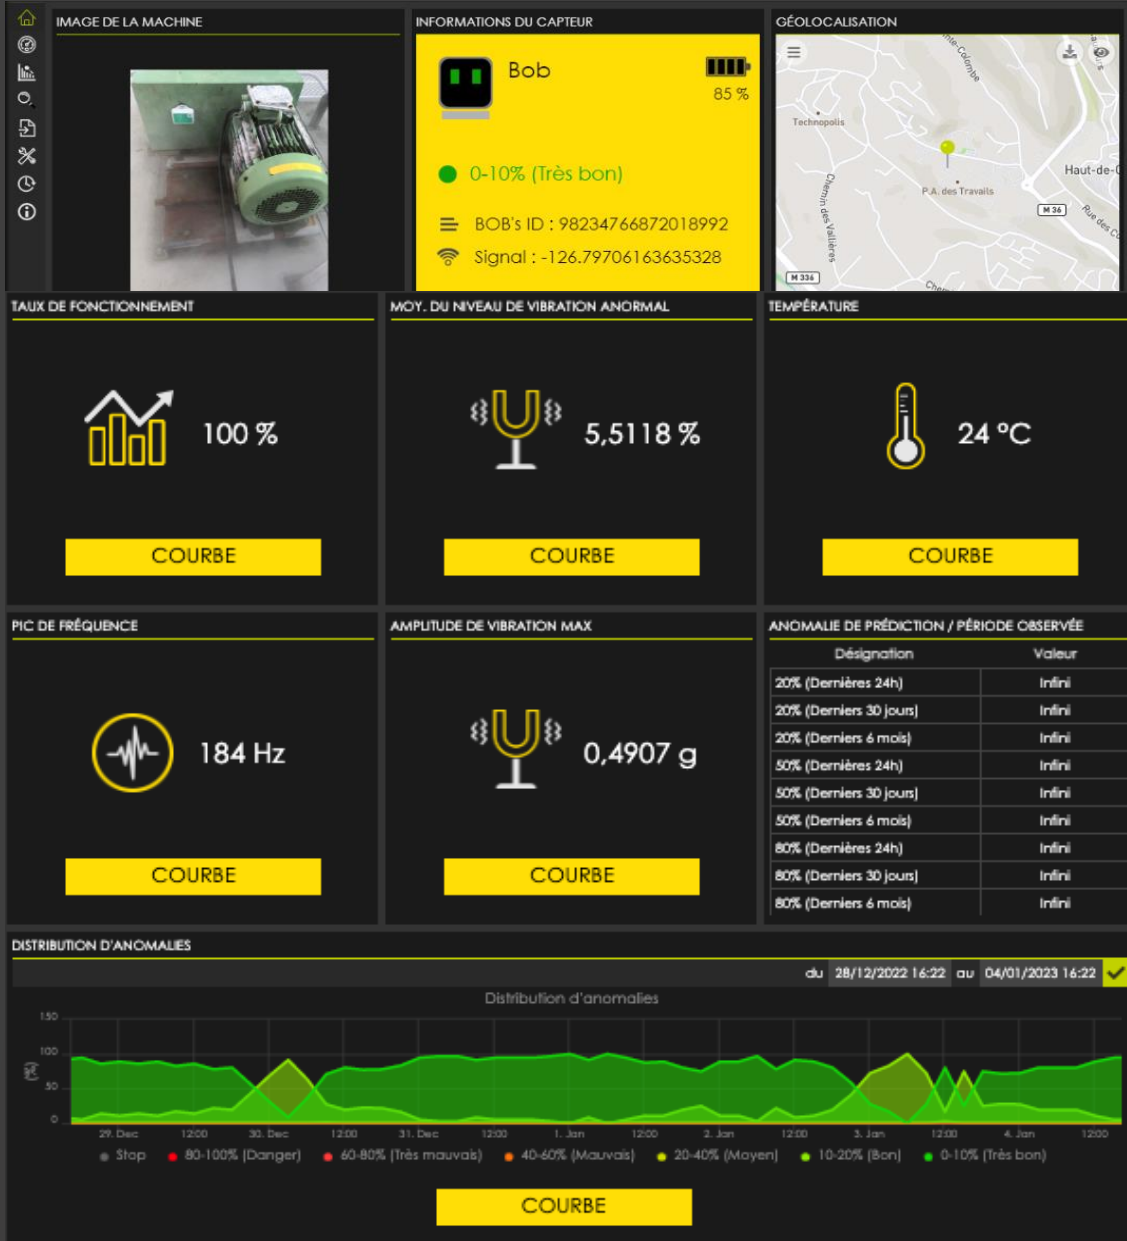 IMAGE DE LA MACHINE
INFORMATIONS DU CAPTEUR
Bob
85 %
0-10% (Très bon)
BOB's ID : 98234766872018992
Signal : -126.79706163635328
GÉOLOCALISATION
Technopolis
Chemin des Vallières
P.A. des Travails
Haut-de-
M 36
Rue des
M 336
TAUX DE FONCTIONNEMENT
100 %
COURBE
MOY. DU NIVEAU DE VIBRATION ANORMAL
5,5118 %
COURBE
TEMPÉRATURE
24 °C
COURBE
PIC DE FRÉQUENCE
184 Hz
COURBE
AMPLITUDE DE VIBRATION MAX
0,4907 g
COURBE
ANOMALIE DE PRÉDICTION / PÉRIODE OBSERVÉE
Désignation Valeur
20% (Dernières 24h) Infini
20% (Derniers 30 jours) Infini
20% (Derniers 6 mois) Infini
50% (Dernières 24h) Infini
50% (Derniers 30 jours) Infini
50% (Derniers 6 mois) Infini
80% (Dernières 24h) Infini
80% (Derniers 30 jours) Infini
80% (Derniers 6 mois) Infini
DISTRIBUTION D'ANOMALIES
du 28/12/2022 16:22 au 04/01/2023 16:22
Distribution d'anomalies
150
100
50
0
(%)
29. Dec 12:00 30. Dec 12:00 31. Dec 12:00 1. Jan 12:00 2. Jan 12:00 3. Jan 12:00 4. Jan 12:00
Stop 80-100% (Danger) 60-80% (Très mauvais) 40-60% (Mauvais) 20-40% (Moyen) 10-20% (Bon) 0-10% (Très bon)
COURBE